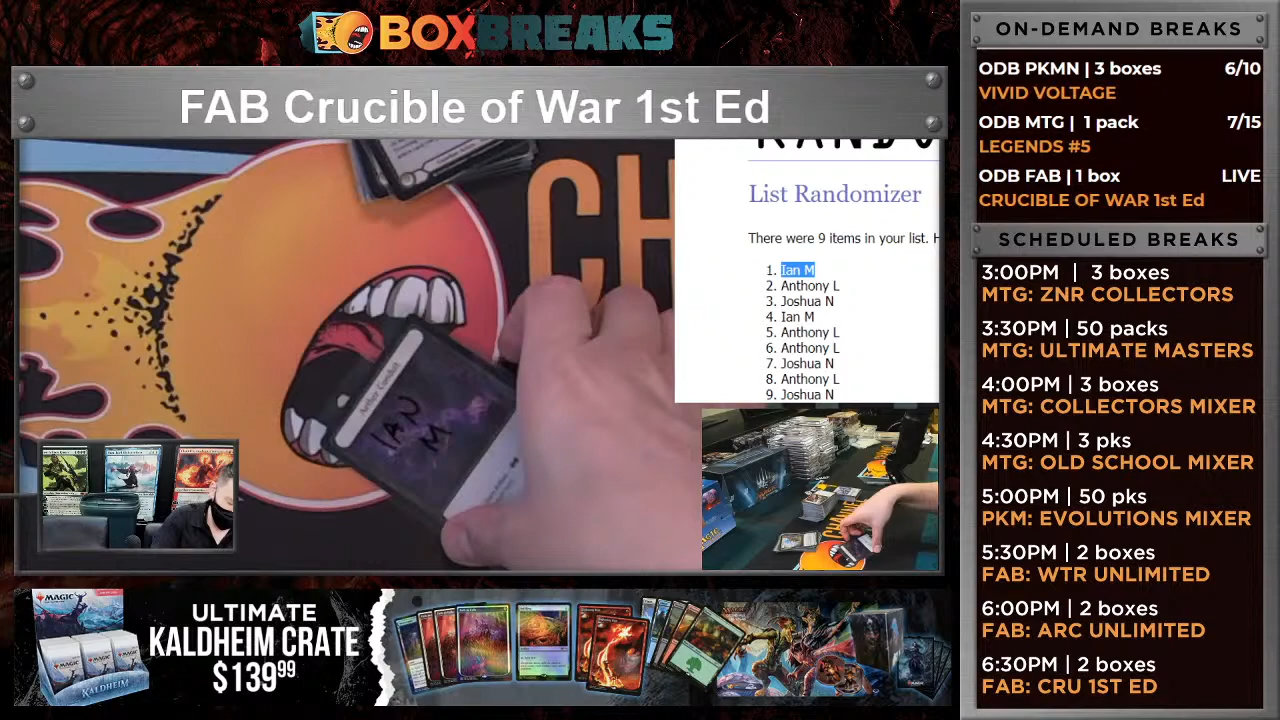 BOXBREAKS
FAB Crucible of War 1st Ed
List Randomizer
There were 9 items in your list. H
1. Ian M
2. Anthony L
3. Joshua N
4. Ian M
5. Anthony L
6. Anthony L
7. Joshua N
8. Anthony L
9. Joshua N
CH
Aether Conduit
IAN
M
MAGIC
KALDHEIM
ULTIMATE
KALDHEIM CRATE
$139.99
ON-DEMAND BREAKS
ODB PKMN | 3 boxes 6/10
VIVID VOLTAGE
ODB MTG | 1 pack 7/15
LEGENDS #5
ODB FAB | 1 box LIVE
CRUCIBLE OF WAR 1st Ed
SCHEDULED BREAKS
3:00PM | 3 boxes
MTG: ZNR COLLECTORS
3:30PM | 50 packs
MTG: ULTIMATE MASTERS
4:00PM | 3 boxes
MTG: COLLECTORS MIXER
4:30PM | 3 pks
MTG: OLD SCHOOL MIXER
5:00PM | 50 pks
PKM: EVOLUTIONS MIXER
5:30PM | 2 boxes
FAB: WTR UNLIMITED
6:00PM | 2 boxes
FAB: ARC UNLIMITED
6:30PM | 2 boxes
FAB: CRU 1ST ED